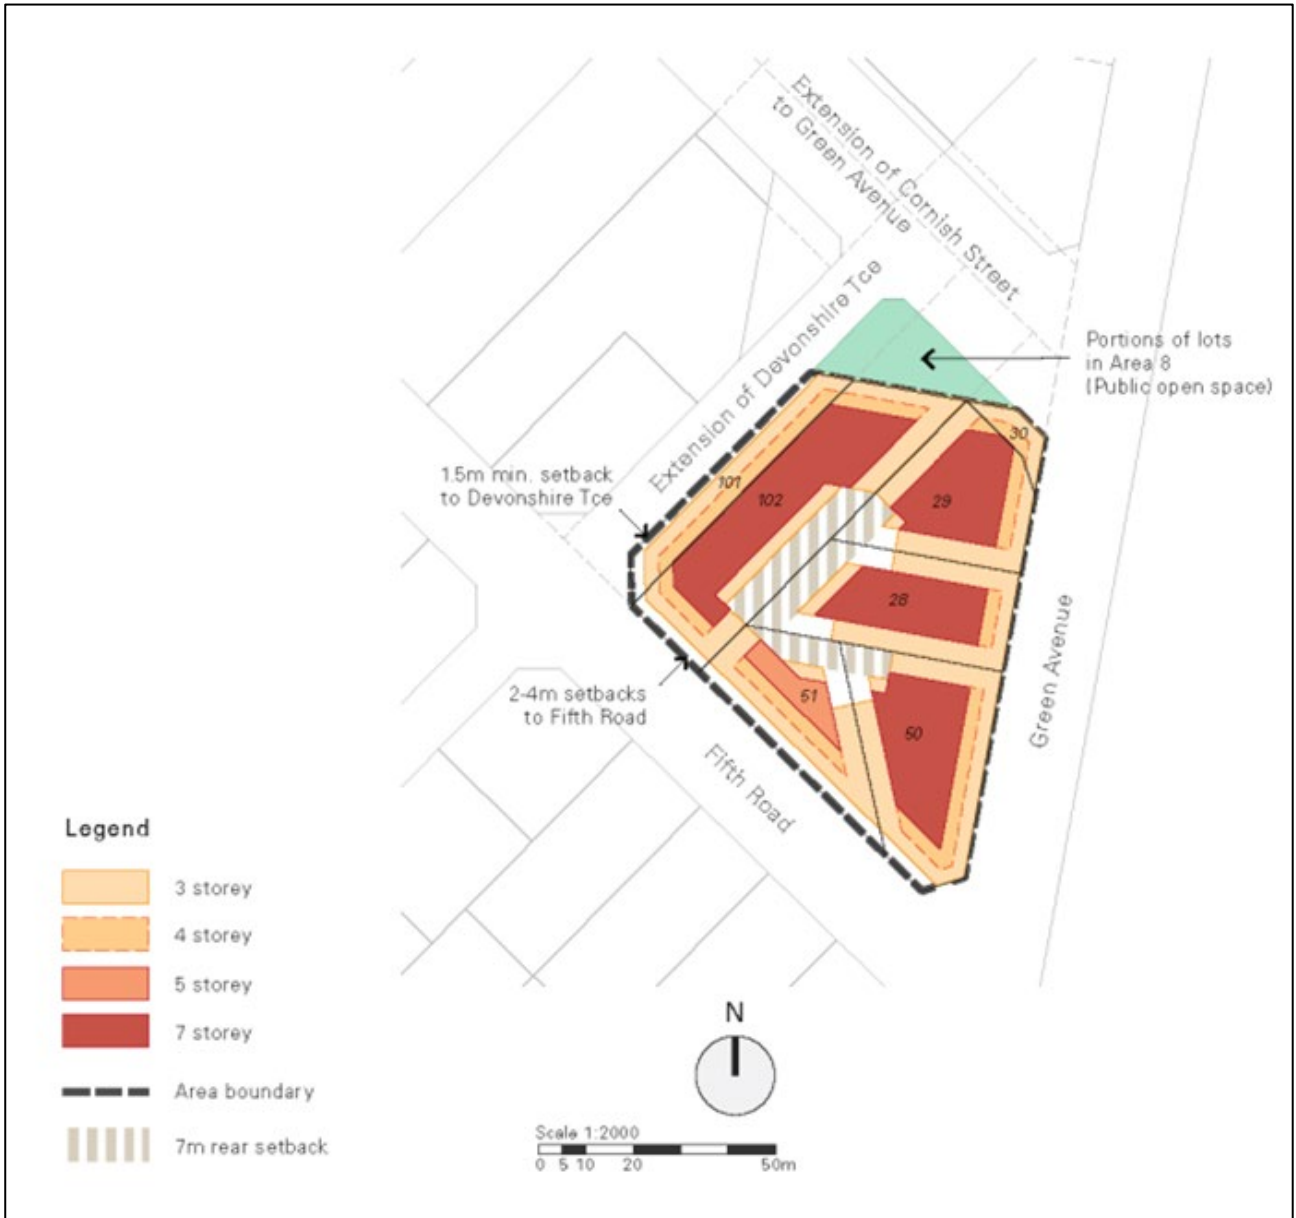 Extension of Cornish Street
to Green Avenue
Extension of Devonshire Tce
Portions of lots
in Area 8
(Public open space)
30
101
102
29
1.5m min. setback
to Devonshire Tce
28
Green Avenue
2-4m setbacks
to Fifth Road
51
50
Fifth Road
Legend
3 storey
4 storey
5 storey
7 storey
Area boundary
7m rear setback
N
Scale 1:2000
0 5 10 20 50m